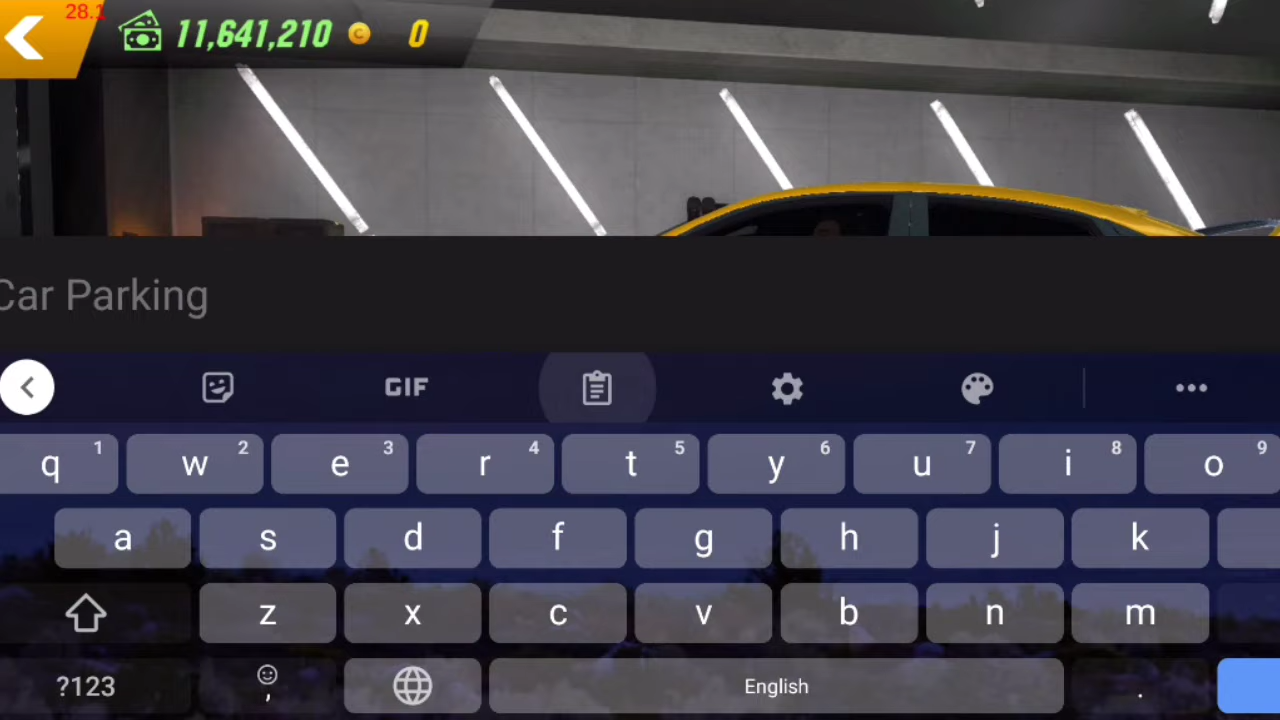 28.1
11,641,210 0
Car Parking
GIF
q 1 w 2 e 3 r 4 t 5 y 6 u 7 i 8 o 9
a s d f g h j k
z x c v b n m
?123 , English .